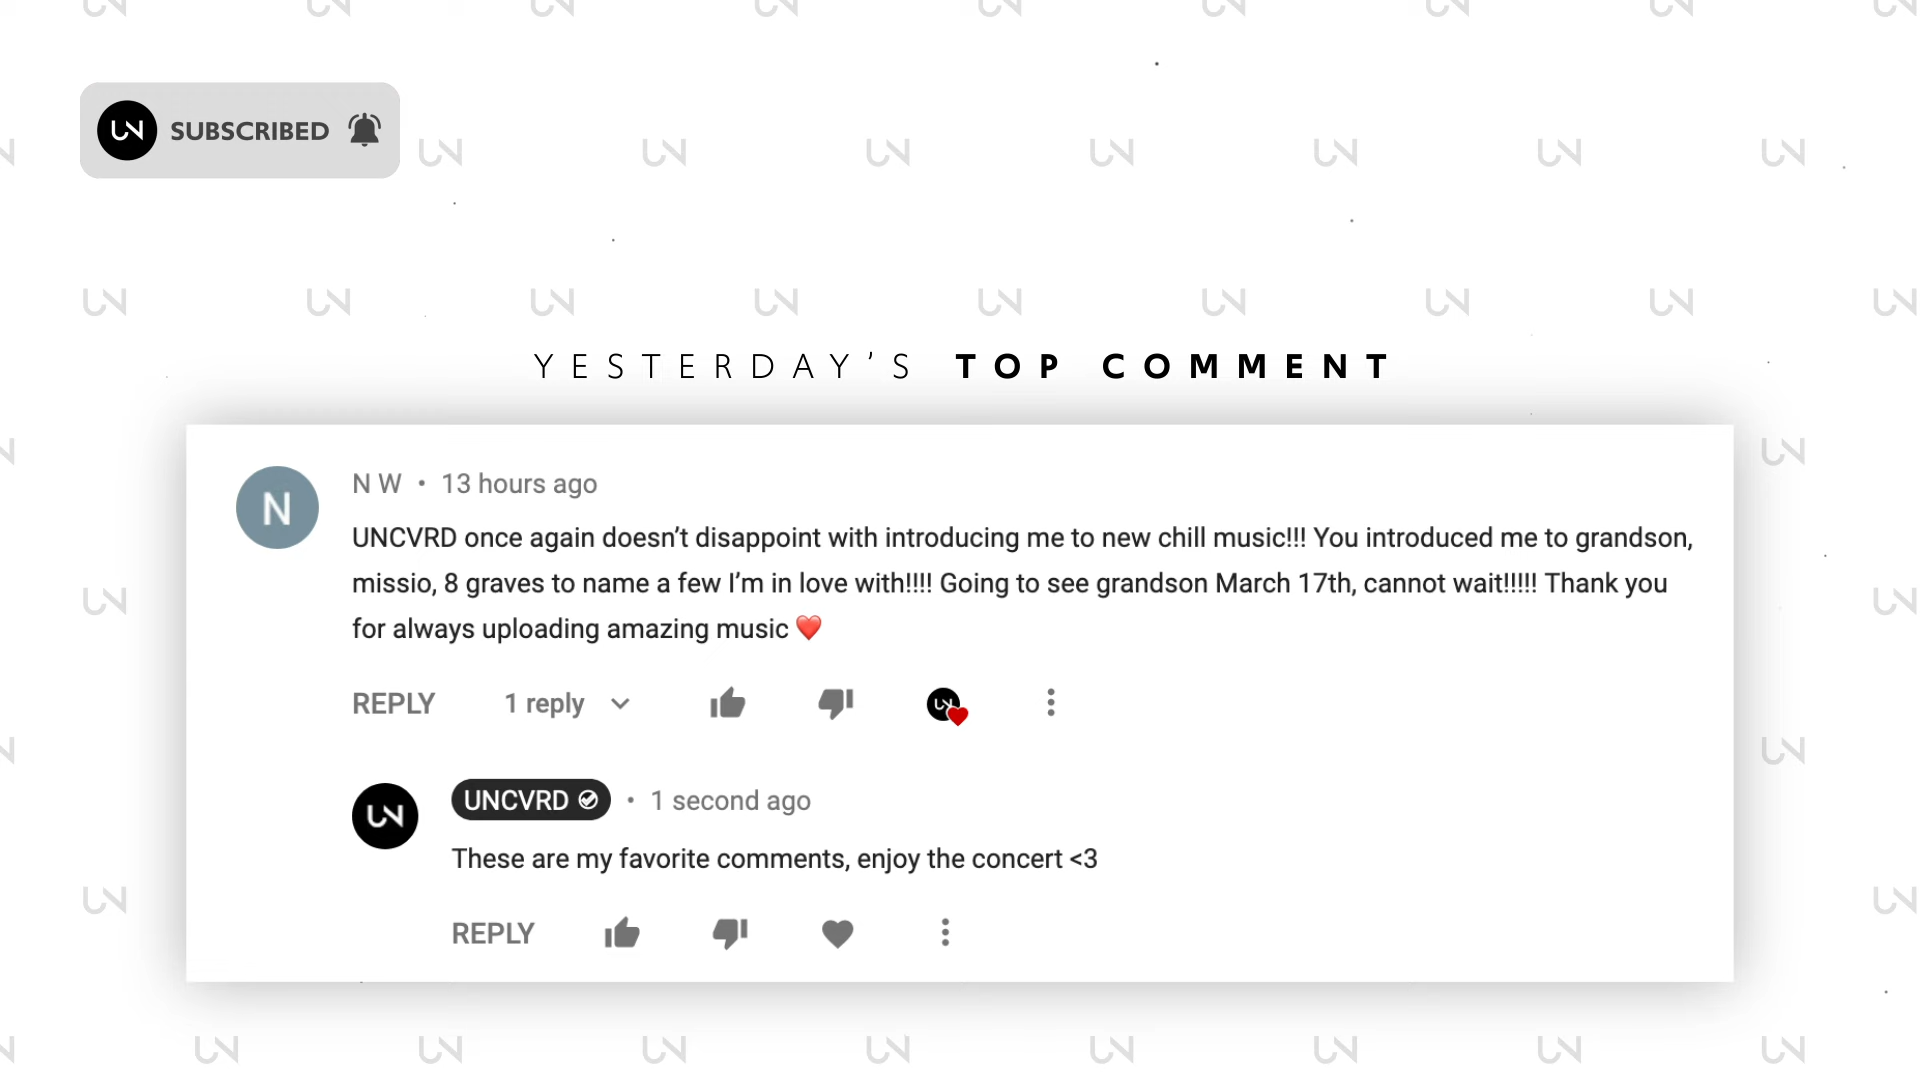 SUBSCRIBED
YESTERDAY'S TOP COMMENT
N
N W • 13 hours ago
UNCVRD once again doesn't disappoint with introducing me to new chill music!!! You introduced me to grandson,
missio, 8 graves to name a few I'm in love with!!!! Going to see grandson March 17th, cannot wait!!!!! Thank you
for always uploading amazing music ❤️
REPLY 1 reply
UNCVRD • 1 second ago
These are my favorite comments, enjoy the concert <3
REPLY